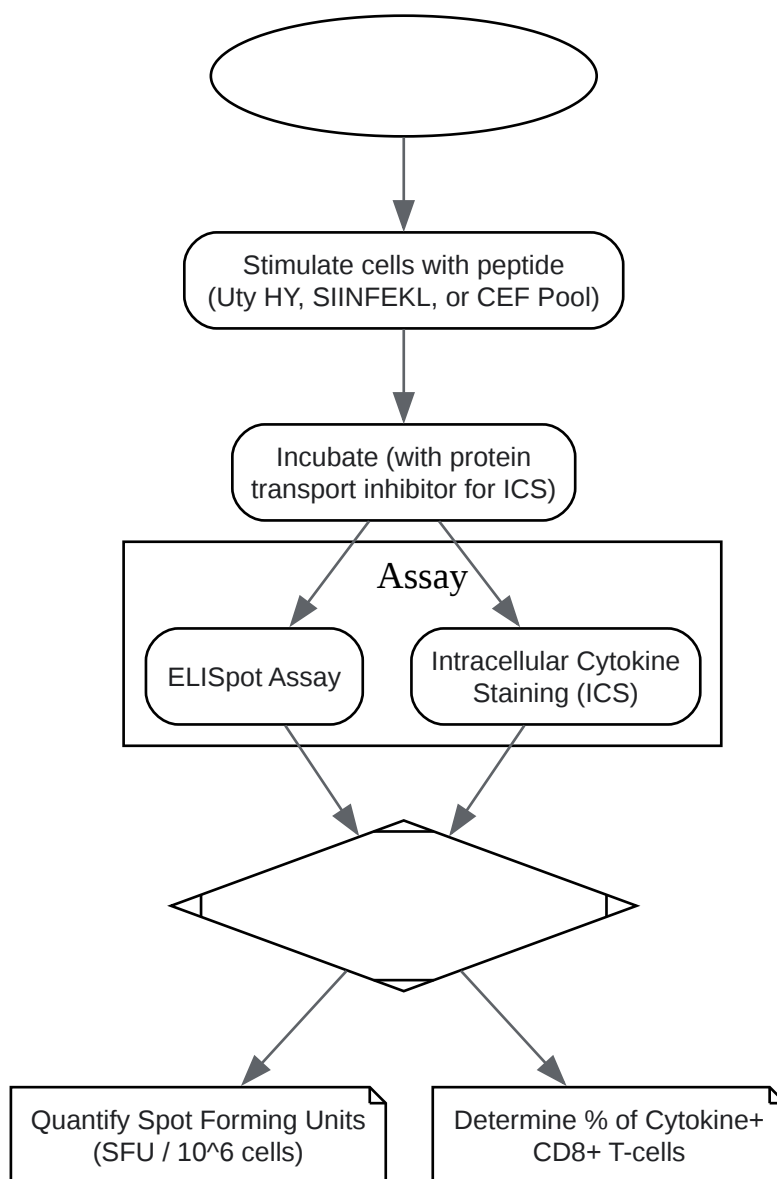 Stimulate cells with peptide
(Uty HY, SIINFEKL, or CEF Pool)
Incubate (with protein
transport inhibitor for ICS)
Assay
ELISpot Assay
Intracellular Cytokine
Staining (ICS)
Quantify Spot Forming Units
(SFU / 10^6 cells)
Determine % of Cytokine+
CD8+ T-cells